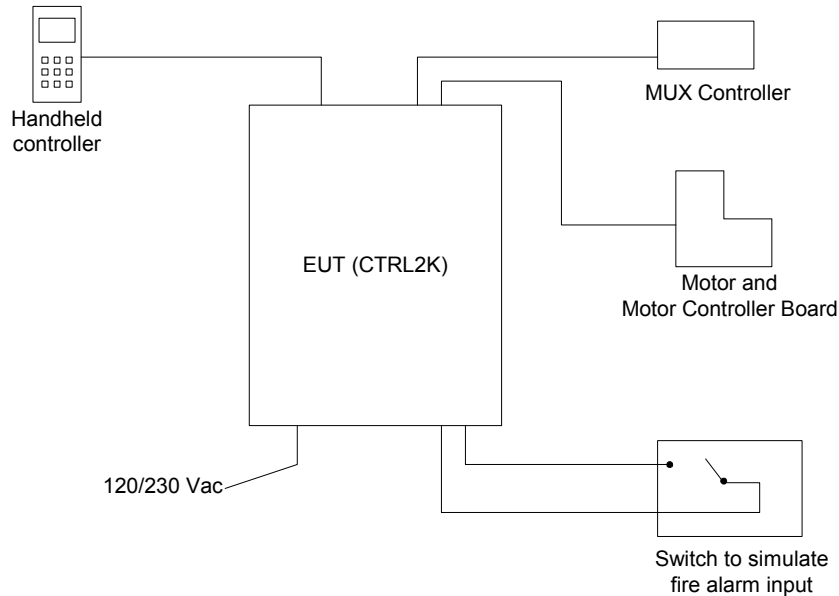 Handheld
controller
MUX Controller
EUT (CTRL2K)
Motor and
Motor Controller Board
120/230 Vac
Switch to simulate
fire alarm input